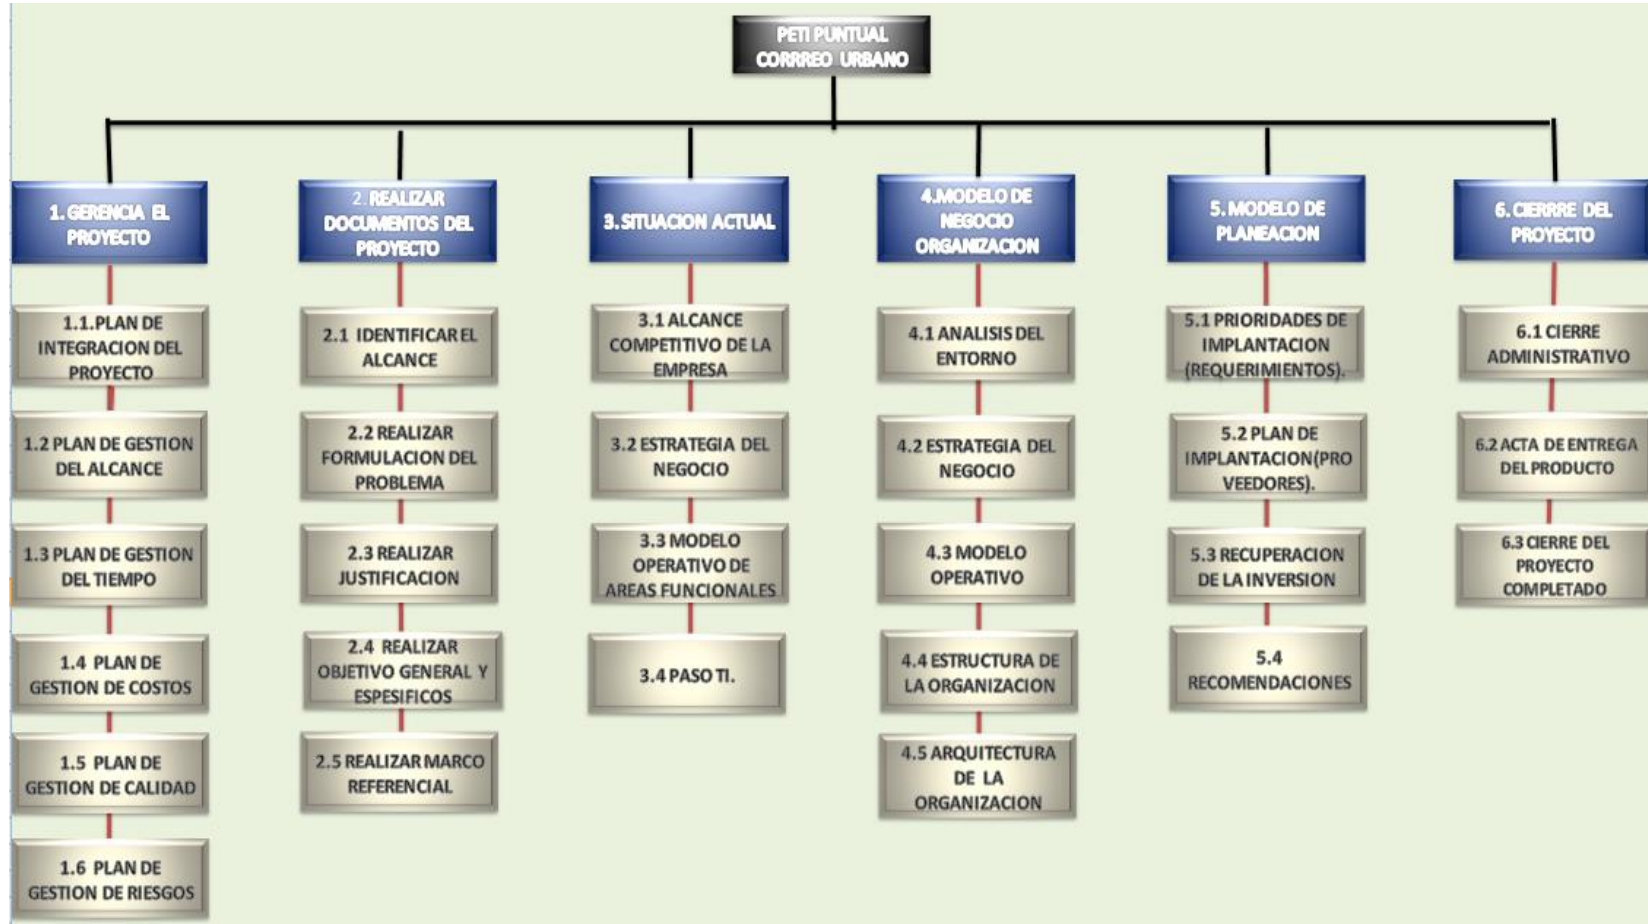 PETI PUNTUAL
CORRREO URBANO
1. GERENCIA EL
PROYECTO
1.1.PLAN DE
INTEGRACION DEL
PROYECTO
1.2 PLAN DE GESTION
DEL ALCANCE
1.3 PLAN DE GESTION
DEL TIEMPO
1.4 PLAN DE
GESTION DE COSTOS
1.5 PLAN DE
GESTION DE CALIDAD
1.6 PLAN DE
GESTION DE RIESGOS
2. REALIZAR
DOCUMENTOS DEL
PROYECTO
2.1 IDENTIFICAR EL
ALCANCE
2.2 REALIZAR
FORMULACION DEL
PROBLEMA
2.3 REALIZAR
JUSTIFICACION
2.4 REALIZAR
OBJETIVO GENERAL Y
ESPESIFICOS
2.5 REALIZAR MARCO
REFERENCIAL
3. SITUACION ACTUAL
3.1 ALCANCE
COMPETITIVO DE LA
EMPRESA
3.2 ESTRATEGIA DEL
NEGOCIO
3.3 MODELO
OPERATIVO DE
AREAS FUNCIONALES
3.4 PASO TI.
4.MODELO DE
NEGOCIO
ORGANIZACION
4.1 ANALISIS DEL
ENTORNO
4.2 ESTRATEGIA DEL
NEGOCIO
4.3 MODELO
OPERATIVO
4.4 ESTRUCTURA DE
LA ORGANIZACION
4.5 ARQUITECTURA
DE LA
ORGANIZACION
5. MODELO DE
PLANEACION
5.1 PRIORIDADES DE
IMPLANTACION
(REQUERIMIENTOS).
5.2 PLAN DE
IMPLANTACION(PRO
VEEDORES).
5.3 RECUPERACION
DE LA INVERSION
5.4
RECOMENDACIONES
6. CIERRRE DEL
PROYECTO
6.1 CIERRE
ADMINISTRATIVO
6.2 ACTA DE ENTREGA
DEL PRODUCTO
6.3 CIERRE DEL
PROYECTO
COMPLETADO